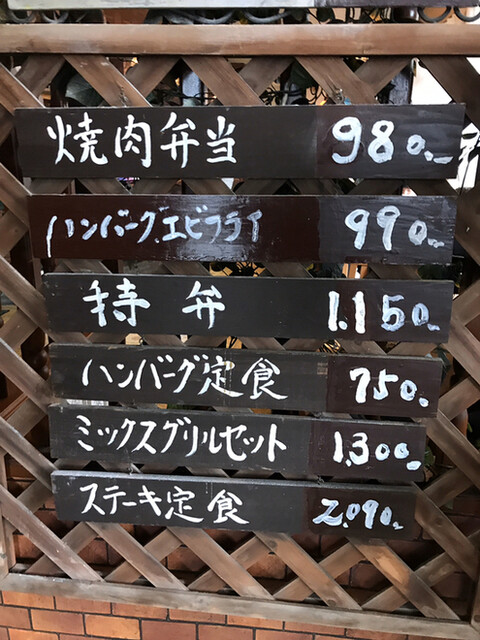 焼肉弁当 980.-
ハンバーグ.エビフライ 990.-
特弁 1.150.-
ハンバーグ定食 750.
ミックスグリルセット 1,300.-
ステーキ定食 2,090.